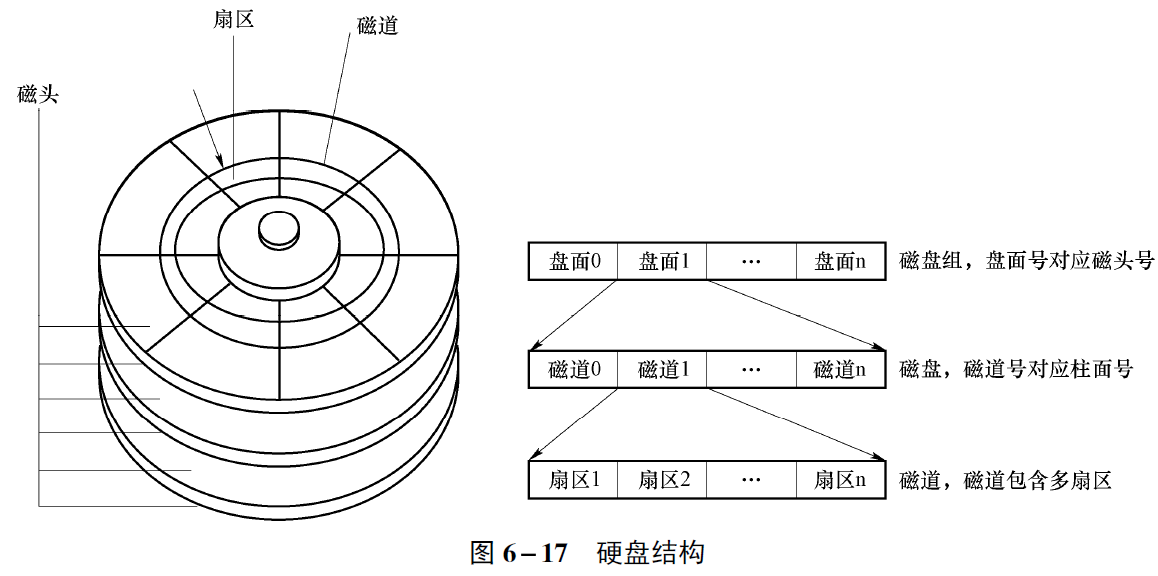 扇区
磁道
磁头
盘面0 盘面1 … 盘面n 磁盘组，盘面号对应磁头号
磁道0 磁道1 … 磁道n 磁盘，磁道号对应柱面号
扇区1 扇区2 … 扇区n 磁道，磁道包含多扇区
图 6-17 硬盘结构